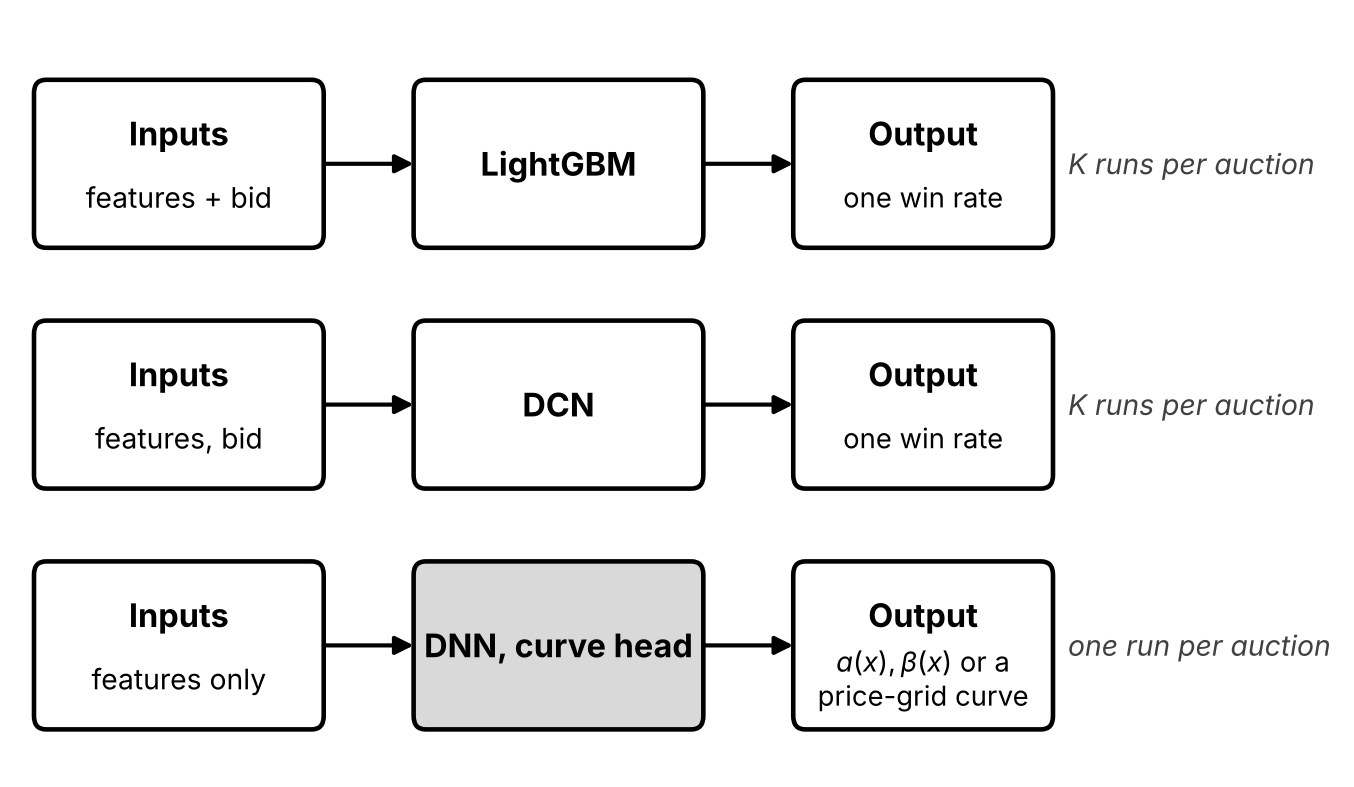 Inputs
features + bid
LightGBM
Output
one win rate
K runs per auction
Inputs
features, bid
DCN
Output
one win rate
K runs per auction
Inputs
features only
DNN, curve head
Output
α(x), β(x) or a
price-grid curve
one run per auction